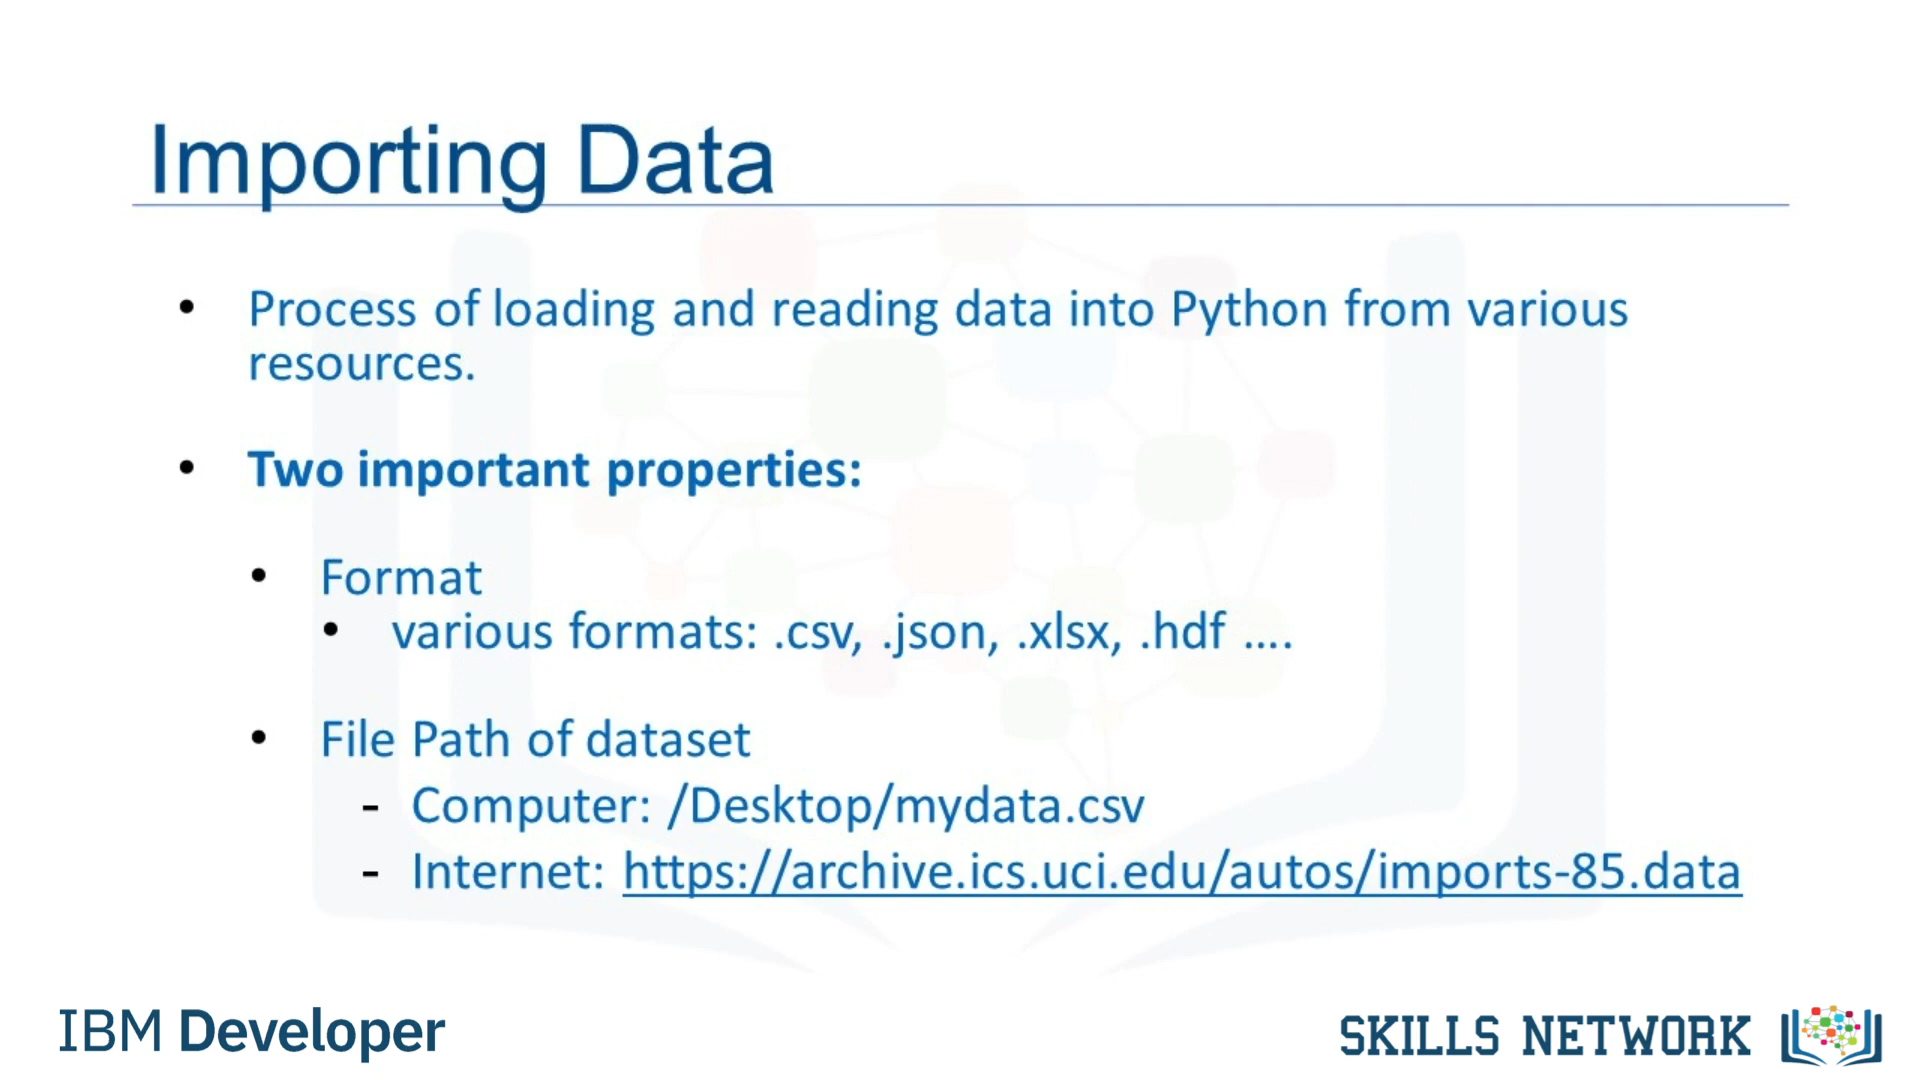 Importing Data
• Process of loading and reading data into Python from various
resources.
• Two important properties:
• Format
• various formats: .csv, .json, .xlsx, .hdf ....
• File Path of dataset
- Computer: /Desktop/mydata.csv
- Internet: https://archive.ics.uci.edu/autos/imports-85.data
IBM Developer
SKILLS NETWORK